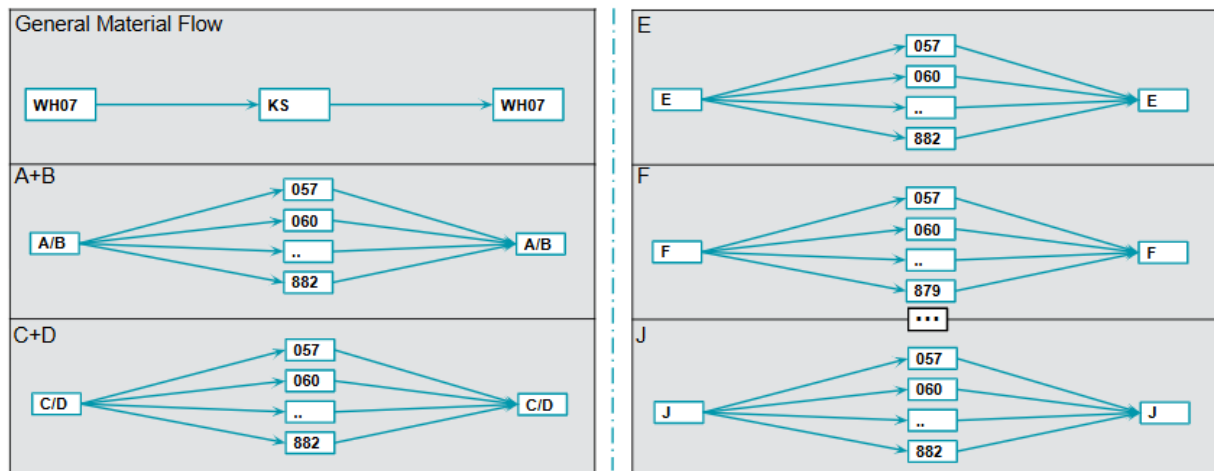 General Material Flow
WH07
KS
WH07
A+B
057
060
A/B
..
A/B
882
C+D
057
060
C/D
..
C/D
882
E
057
060
E
..
E
882
F
057
060
F
..
F
879
...
J
057
060
J
..
J
882